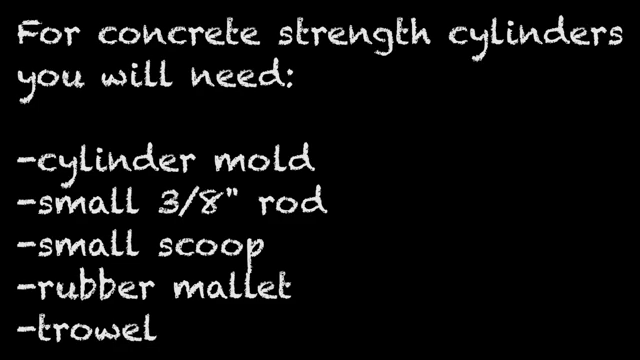 For concrete strength cylinders
you will need:
-cylinder mold
-small 3/8" rod
-small scoop
-rubber mallet
-trowel